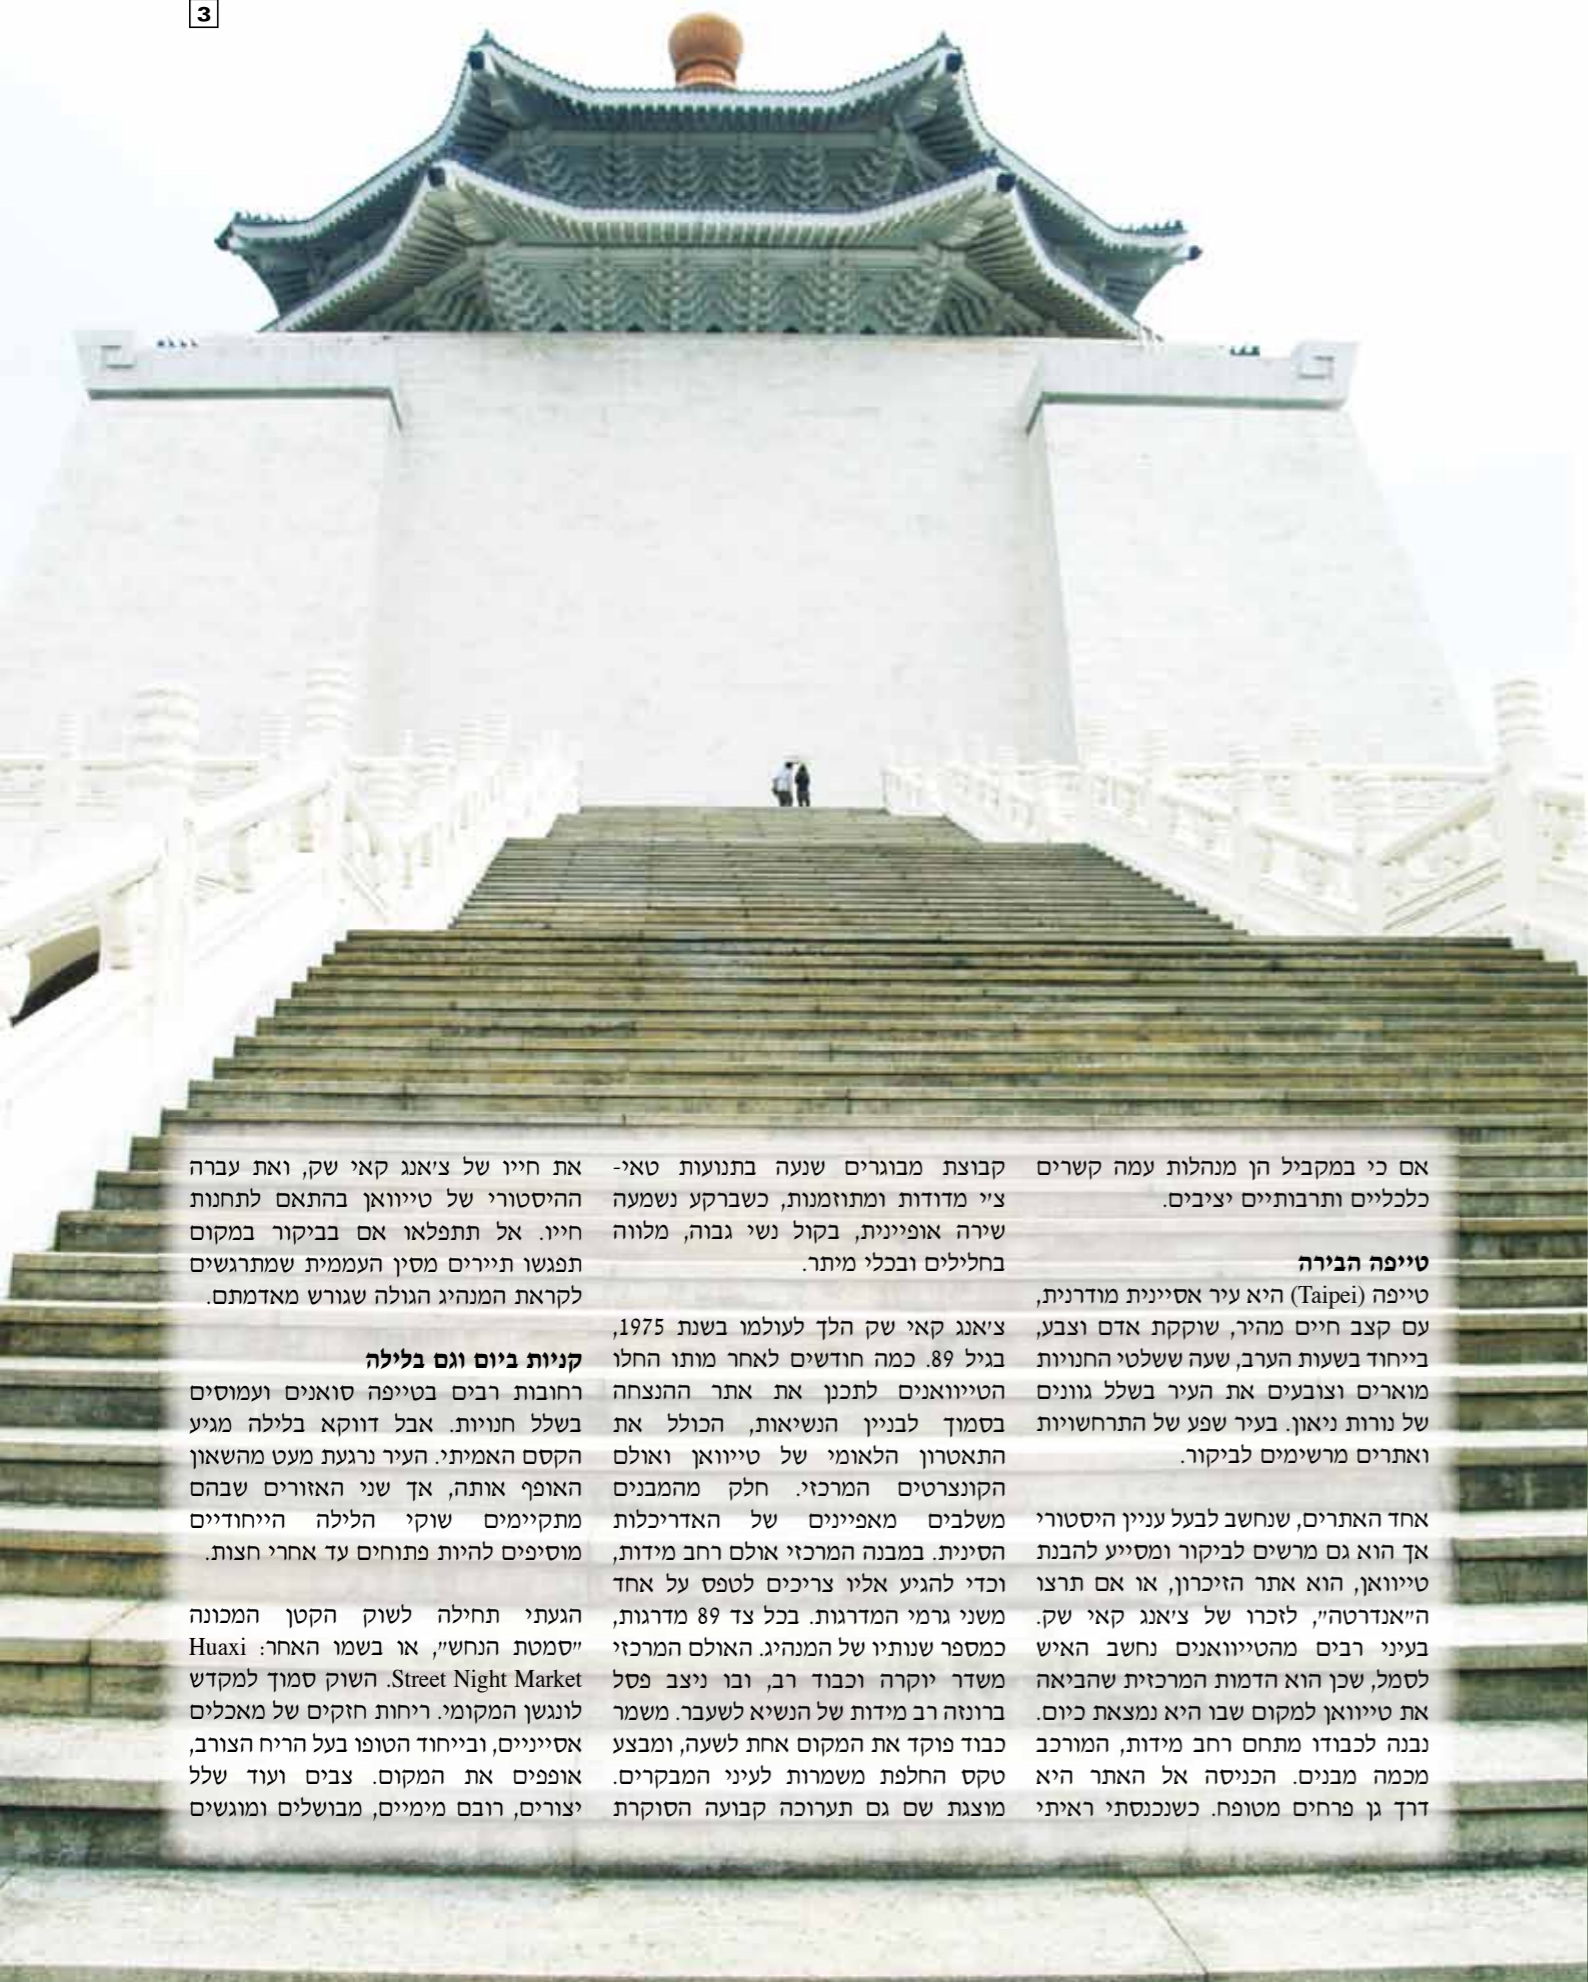 3
אם כי במקביל הן מנהלות עמה קשרים
כלכליים ותרבותיים יציבים.
טייפה הבירה
טייפה (Taipei) היא עיר אסיינית מודרנית,
עם קצב חיים מהיר, שוקקת אדם וצבע,
בייחוד בשעות הערב, שעה ששלטי החנויות
מוארים וצובעים את העיר בשלל גוונים
של נורות ניאון. בעיר שפע של התרחשויות
ואתרים מרשימים לביקור.
אחד האתרים, שנחשב לבעל עניין היסטורי
אך הוא גם מרשים לביקור ומסייע להבנת
טייוואן, הוא אתר הזיכרון, או אם תרצו
ה״אנדרטה״, לזכרו של צ׳אנג קאי שק.
בעיני רבים מהטייוואנים נחשב האיש
לסמל, שכן הוא הדמות המרכזית שהביאה
את טייוואן למקום שבו היא נמצאת כיום.
נבנה לכבודו מתחם רחב מידות, המורכב
מכמה מבנים. הכניסה אל האתר היא
דרך גן פרחים מטופח. כשנכנסתי ראיתי
קבוצת מבוגרים שנעה בתנועות טאי-
צ׳י מדודות ומתוזמנות, כשברקע נשמעה
שירה אופיינית, בקול נשי גבוה, מלווה
בחלילים ובכלי מיתר.
צ׳אנג קאי שק הלך לעולמו בשנת 1975,
בגיל 89. כמה חודשים לאחר מותו החלו
הטייוואנים לתכנן את אתר ההנצחה
בסמוך לבניין הנשיאות, הכולל את
התאטרון הלאומי של טייוואן ואולם
הקונצרטים המרכזי. חלק מהמבנים
משלבים מאפיינים של האדריכלות
הסינית. במבנה המרכזי אולם רחב מידות,
וכדי להגיע אליו צריכים לטפס על אחד
משני גרמי המדרגות. בכל צד 89 מדרגות,
כמספר שנותיו של המנהיג. האולם המרכזי
משדר יוקרה וכבוד רב, ובו ניצב פסל
ברונזה רב מידות של הנשיא לשעבר. משמר
כבוד פוקד את המקום אחת לשעה, ומבצע
טקס החלפת משמרות לעיני המבקרים.
מוצגת שם גם תערוכה קבועה הסוקרת
את חייו של צ׳אנג קאי שק, ואת עברה
ההיסטורי של טייוואן בהתאם לתחנות
חייו. אל תתפלאו אם בביקור במקום
תפגשו תיירים מסין העממית שמתרגשים
לקראת המנהיג הגולה שגורש מאדמתם.
קניות ביום וגם בלילה
רחובות רבים בטייפה סואנים ועמוסים
בשלל חנויות. אבל דווקא בלילה מגיע
הקסם האמיתי. העיר נרגעת מעט מהשאון
האופף אותה, אך שני האזורים שבהם
מתקיימים שוקי הלילה הייחודיים
מוסיפים להיות פתוחים עד אחרי חצות.
הגעתי תחילה לשוק הקטן המכונה
״סמטת הנחש״, או בשמו האחר: Huaxi
Street Night Market. השוק סמוך למקדש
לונגשן המקומי. ריחות חזקים של מאכלים
אסייניים, ובייחוד הטופו בעל הריח הצורב,
אופפים את המקום. צבים ועוד שלל
יצורים, רובם מימיים, מבושלים ומוגשים